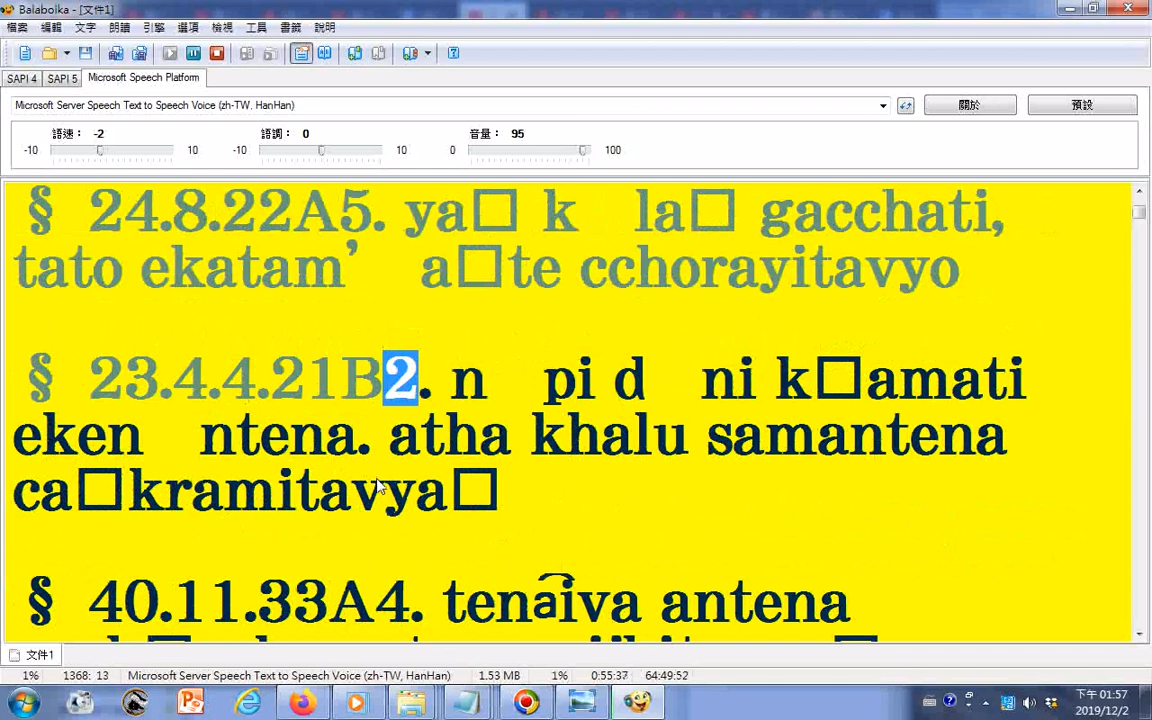 Balabolka - [文件1]
檔案 編輯 文字 朗讀 引擎 選項 檢視 工具 書籤 說明
SAPI 4 SAPI 5 Microsoft Speech Platform
Microsoft Server Speech Text to Speech Voice (zh-TW, HanHan) 關於 預設
語速: -2 語調: 0 音量: 95
-10 10 -10 10 0 100
§ 24.8.22A5. ya□ k la□ gacchati,
tato ekatam’ a□te cchorayitavyo
§ 23.4.4.21B2. n pi d ni k□amati
eken ntena. atha khalu samantena
ca□kramitavya□
§ 40.11.33A4. tena͡iva antena
文件1
1% 1368: 13 Microsoft Server Speech Text to Speech Voice (zh-TW, HanHan) 1.53 MB 1% 0:55:37 64:49:52
下午 01:57
2019/12/2